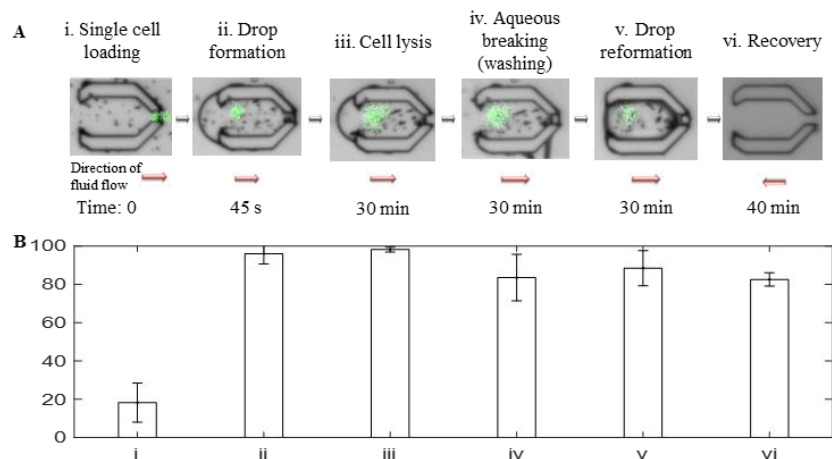 A
i. Single cell
loading
ii. Drop
formation
iii. Cell lysis
iv. Aqueous
breaking
(washing)
v. Drop
reformation
vi. Recovery
Direction of
fluid flow
Time: 0
45 s
30 min
30 min
30 min
40 min
B
100
80
60
40
20
0
i
ii
iii
iv
v
vi